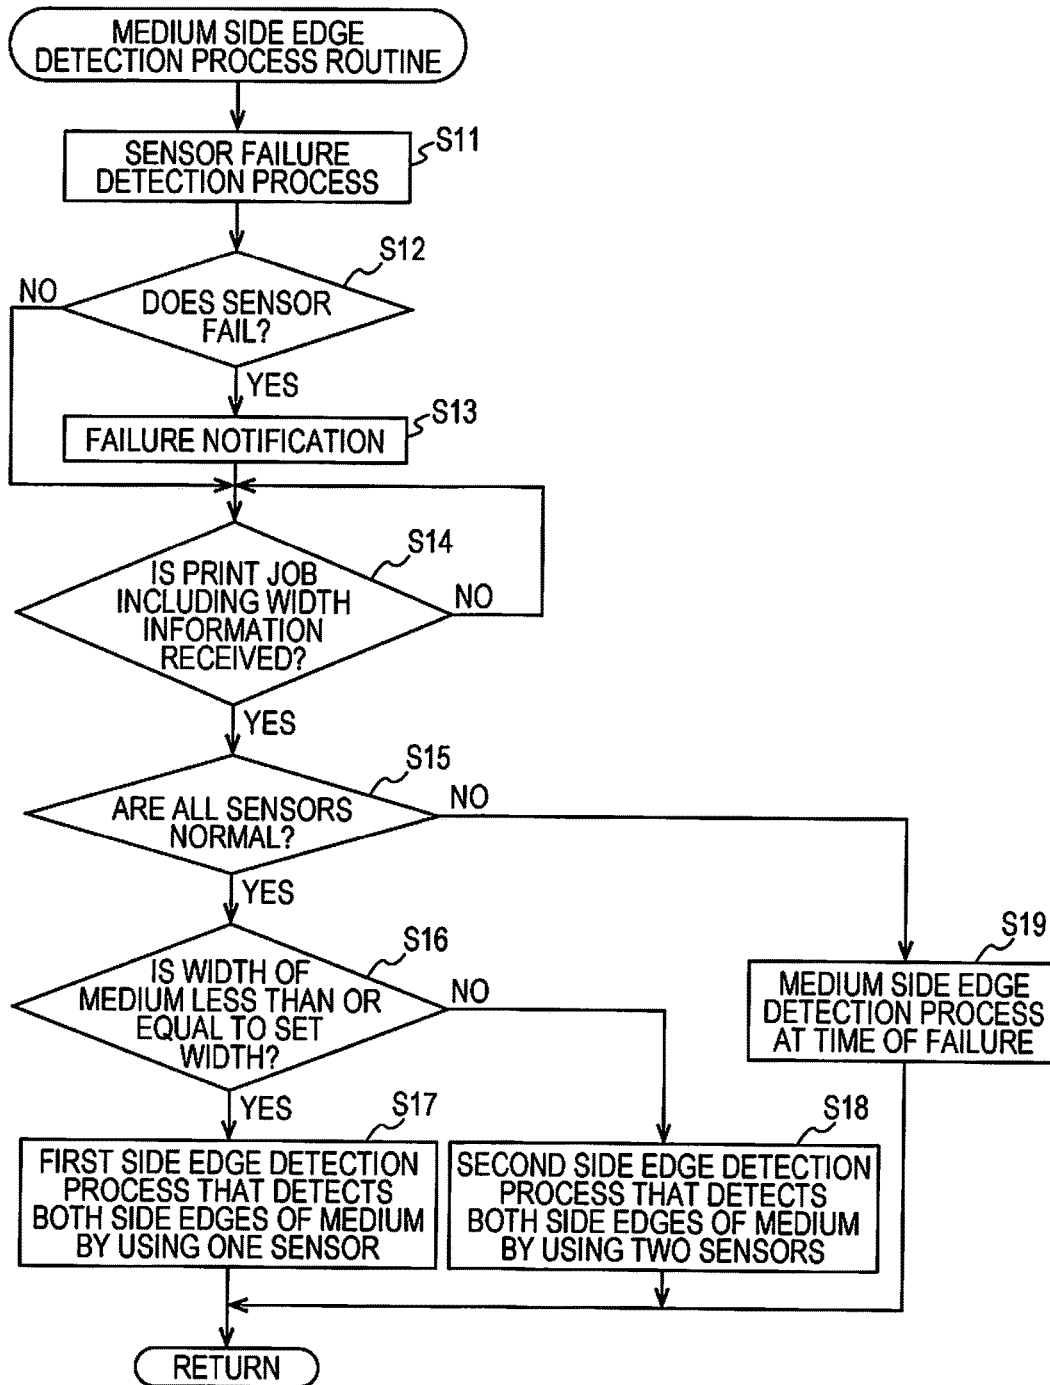 MEDIUM SIDE EDGE
DETECTION PROCESS ROUTINE
S11
SENSOR FAILURE
DETECTION PROCESS
S12
NO
DOES SENSOR
FAIL?
YES
S13
FAILURE NOTIFICATION
S14
IS PRINT JOB
INCLUDING WIDTH
INFORMATION
RECEIVED?
NO
YES
S15
ARE ALL SENSORS
NORMAL?
NO
YES
S16
IS WIDTH OF
MEDIUM LESS THAN OR
EQUAL TO SET
WIDTH?
NO
S19
MEDIUM SIDE EDGE
DETECTION PROCESS
AT TIME OF FAILURE
YES
S17
FIRST SIDE EDGE DETECTION
PROCESS THAT DETECTS
BOTH SIDE EDGES OF MEDIUM
BY USING ONE SENSOR
S18
SECOND SIDE EDGE DETECTION
PROCESS THAT DETECTS
BOTH SIDE EDGES OF MEDIUM
BY USING TWO SENSORS
RETURN